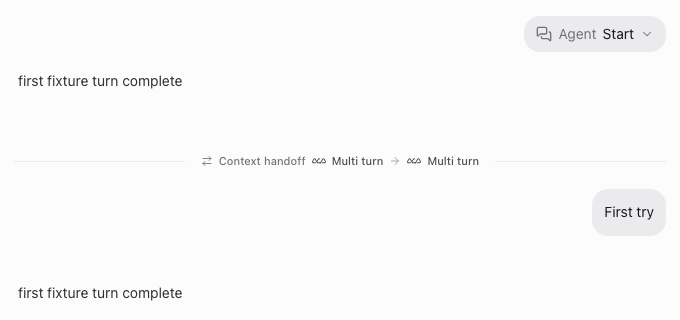 Agent Start
first fixture turn complete
Context handoff Multi turn → Multi turn
First try
first fixture turn complete